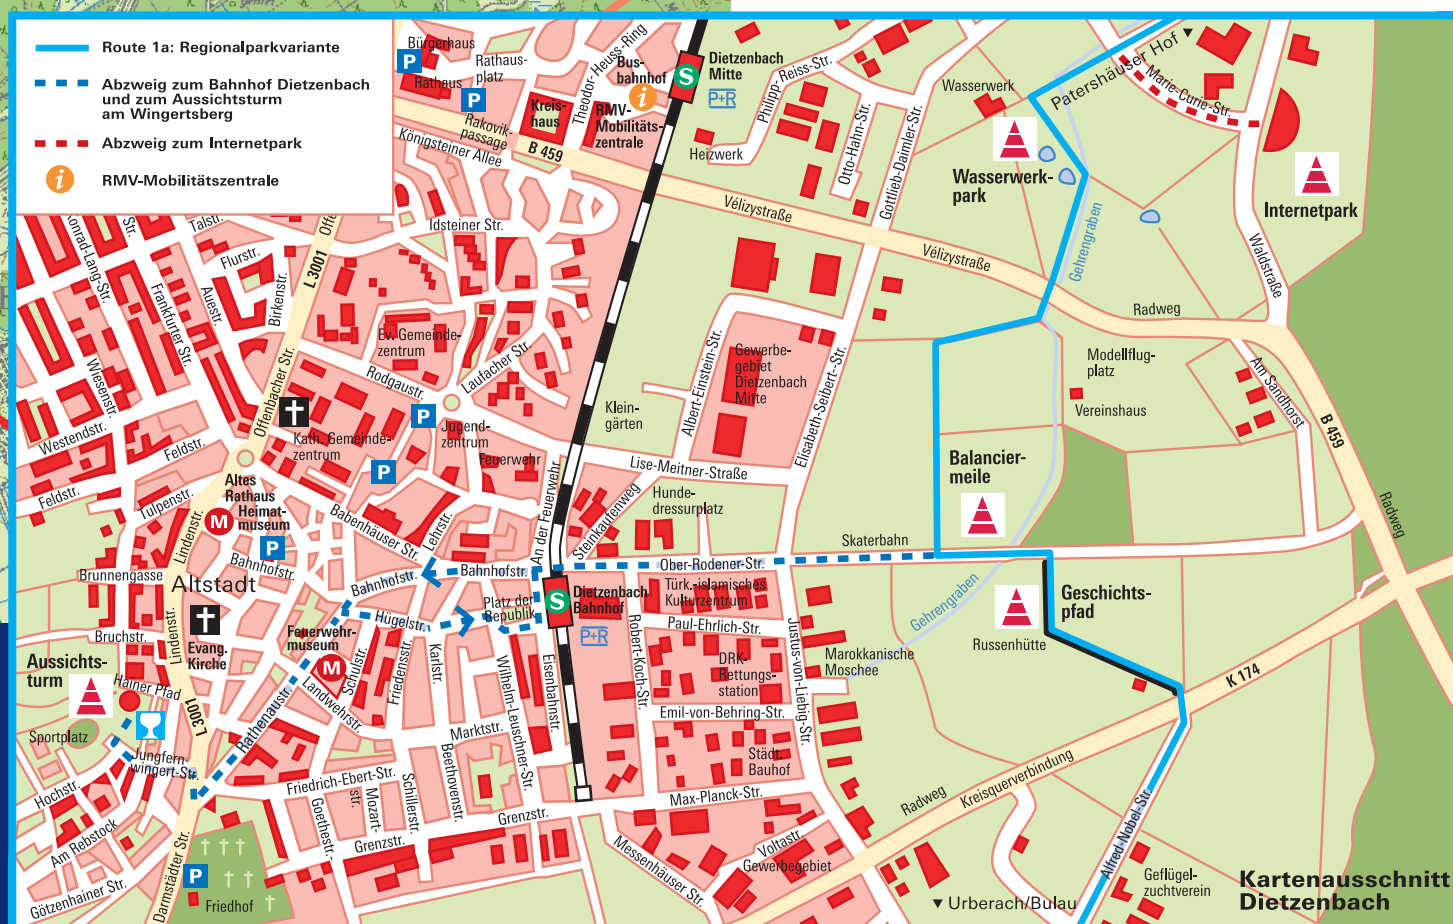 Route 1a: Regionalparkvariante
Abzweig zum Bahnhof Dietzenbach
und zum Aussichtsturm
am Wingertsberg
Abzweig zum Internetpark
i
RMV-Mobilitätszentrale
Bürgerhaus
P
Rathaus
Rathaus-
platz
P
Theodor-Heuss-Ring
Bus-
bahnhof
i
S
Dietzenbach
Mitte
P+R
Kreis-
haus
RMV-
Mobilitäts-
zentrale
Rakovik-
passage
Königsteiner Allee
B 459
Heizwerk
Philipp-Reiss-Str.
Otto-Hahn-Str.
Gottlieb-Daimler-Str.
Wasserwerk
Patershäuser Hof
Marie-Curie-Str.
Wasserwerk-
park
Internetpark
Gehrengraben
Waldstraße
Vélizystraße
Vélizystraße
Radweg
Konrad-Lang-Str.
Str.
Talstr.
Flurstr.
Offe
L 3001
Idsteiner Str.
Frankfurter Str.
Auestr.
Birkenstr.
Wiesenstr.
Offenbacher Str.
Ev. Gemeinde-
zentrum
Rodgaustr.
Laufacher Str.
Albert-Einstein-Str.
Gewerbe-
gebiet
Dietzenbach
Mitte
Elisabeth-Seibert-Str.
Modellflug-
platz
Vereinshaus
Am Sandhorst
B 459
Radweg
Klein-
gärten
Westendstr.
Feldstr.
Feldstr.
Kath. Gemeinde-
zentrum
P
P
Jugend-
zentrum
Feuerwehr
Lise-Meitner-Straße
Balancier-
meile
Tulpenstr.
Altes
Rathaus
Heimat-
museum
M
Lindenstr.
P
Babenhäuser Str.
Lehrstr.
An der Feuerwehr
Steinkautenweg
Hunde-
dressurplatz
Skaterbahn
Ober-Rodener-Str.
Brunnengasse
Bahnhofstr.
Bahnhofstr.
Bahnhofstr.
Altstadt
S
Dietzenbach
Bahnhof
P+R
Türk.-islamisches
Kulturzentrum
Gehrengraben
Geschichts-
pfad
Russenhütte
Platz der
Republik
Hügelstr.
Bruchstr.
Evang.
Kirche
Feuerwehr-
museum
M
Paul-Ehrlich-Str.
Marokkanische
Moschee
Aussichts-
turm
Hainer Pfad
L 3001
Rathenaustr.
Landwehrstr.
Schulstr.
Friedensstr.
Karlstr.
Wilhelm-Leuschner-Str.
Eisenbahnstr.
Robert-Koch-Str.
DRK-
Rettungs-
station
Justus-von-Liebig-Str.
Emil-von-Behring-Str.
K 174
Sportplatz
Jungfern-
wingert-Str.
Marktstr.
Städt.
Bauhof
Hochstr.
Friedrich-Ebert-Str.
Goethestr.
Mozart-
str.
Schillerstr.
Beethovenstr.
Max-Planck-Str.
Radweg
Kreisquerverbindung
Am Rebstock
Grenzstr.
Grenzstr.
Messenhäuser Str.
Voltastr.
Gewerbegebiet
Alfred-Nobel-Str.
Götzenhainer Str.
Darmstädter Str.
P
Friedhof
Geflügel-
zuchtverein
Urberach/Bulau
Kartenausschnitt
Dietzenbach